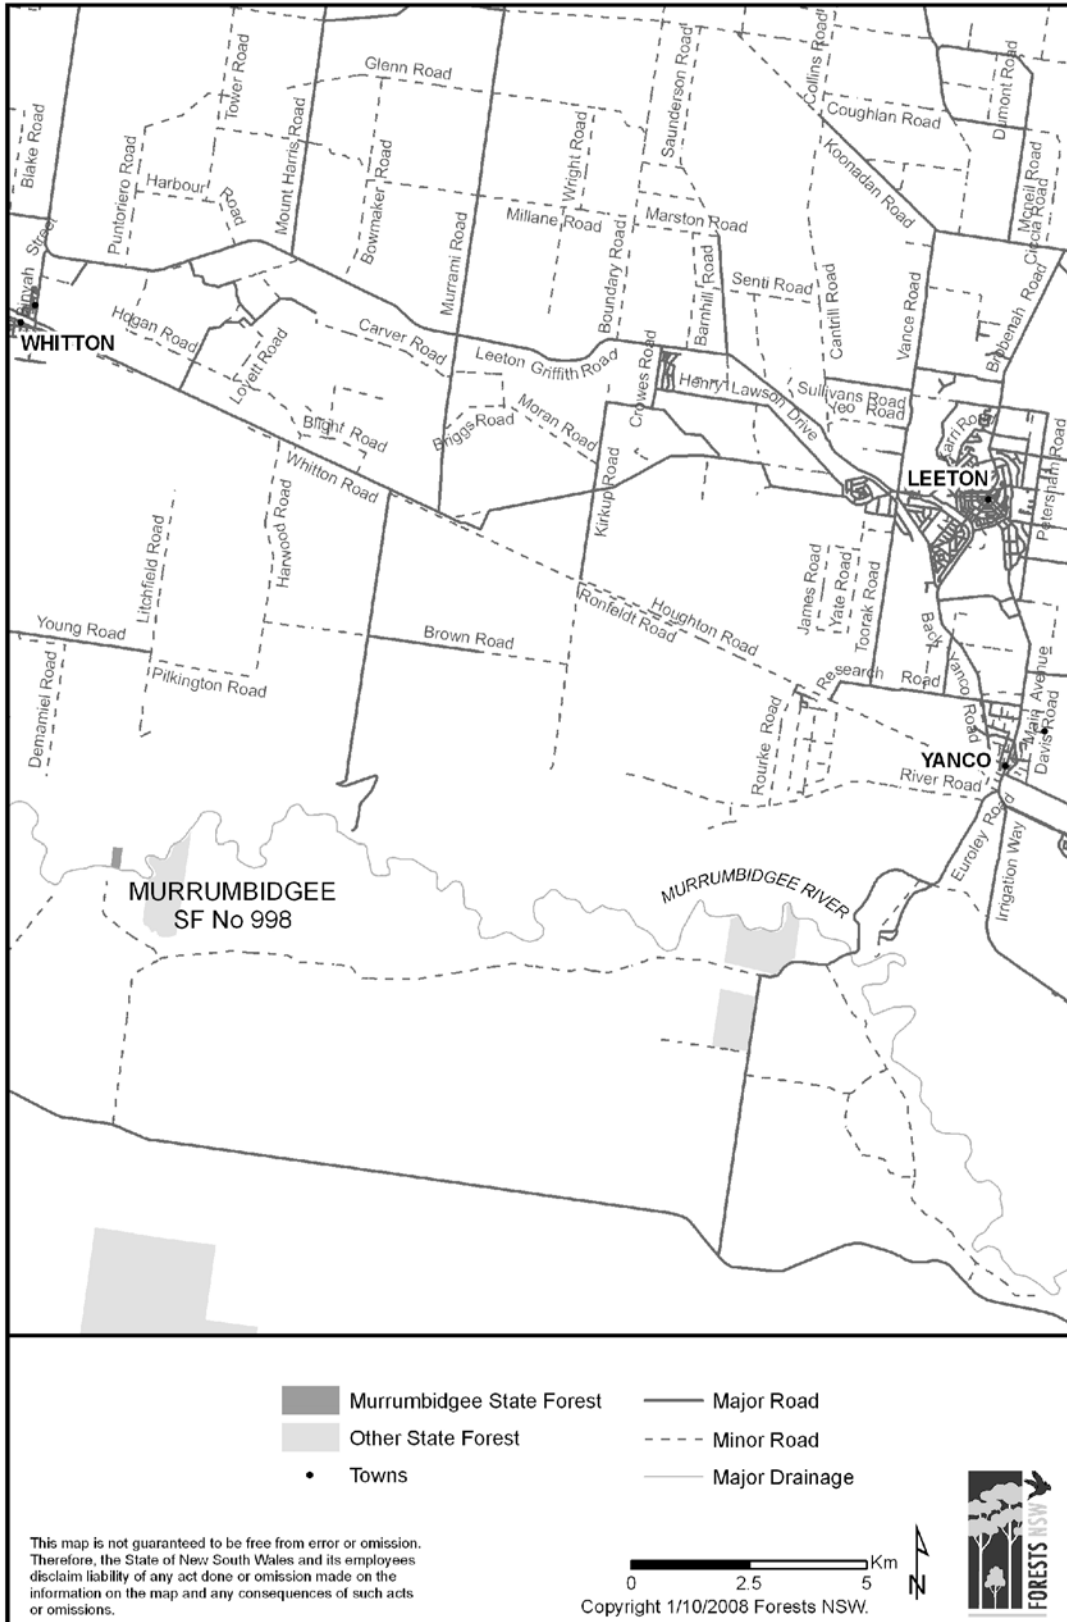 Glenn Road
Tower Road
Blake Road
Puntoriero Road
Harbour Road
Mount Harris Road
Bowmaker Road
Murrami Road
Wright Road
Saunderson Road
Collins Road
Coughlan Road
Dumont Road
Koonadan Road
Mcneil Road
Ciccia Road
Millane Road
Marston Road
Boundary Road
Barnhill Road
Senti Road
Cantrill Road
Vance Road
Brobenah Road
Street
WHITTON
Hogan Road
Lovett Road
Carver Road
Leeton Griffith Road
Crowes Road
Henry Lawson Drive
Sullivans Road
Yeo Road
Karri Road
Petersham Road
Blight Road
Briggs Road
Moran Road
Whitton Road
Kirkup Road
LEETON
Litchfield Road
Harwood Road
Young Road
Pilkington Road
Demamiel Road
Brown Road
Ronfeldt Road
Houghton Road
James Road
Yate Road
Toorak Road
Back Yanco Road
Research Road
Main Avenue
Davis Road
Rourke Road
YANCO
River Road
Euroley Road
Irrigation Way
MURRUMBIDGEE
SF No 998
MURRUMBIDGEE RIVER
Murrumbidgee State Forest
Other State Forest
Towns
Major Road
Minor Road
Major Drainage
This map is not guaranteed to be free from error or omission.
Therefore, the State of New South Wales and its employees
disclaim liability of any act done or omission made on the
information on the map and any consequences of such acts
or omissions.
Km
0 2.5 5
N
Copyright 1/10/2008 Forests NSW.
FORESTS NSW